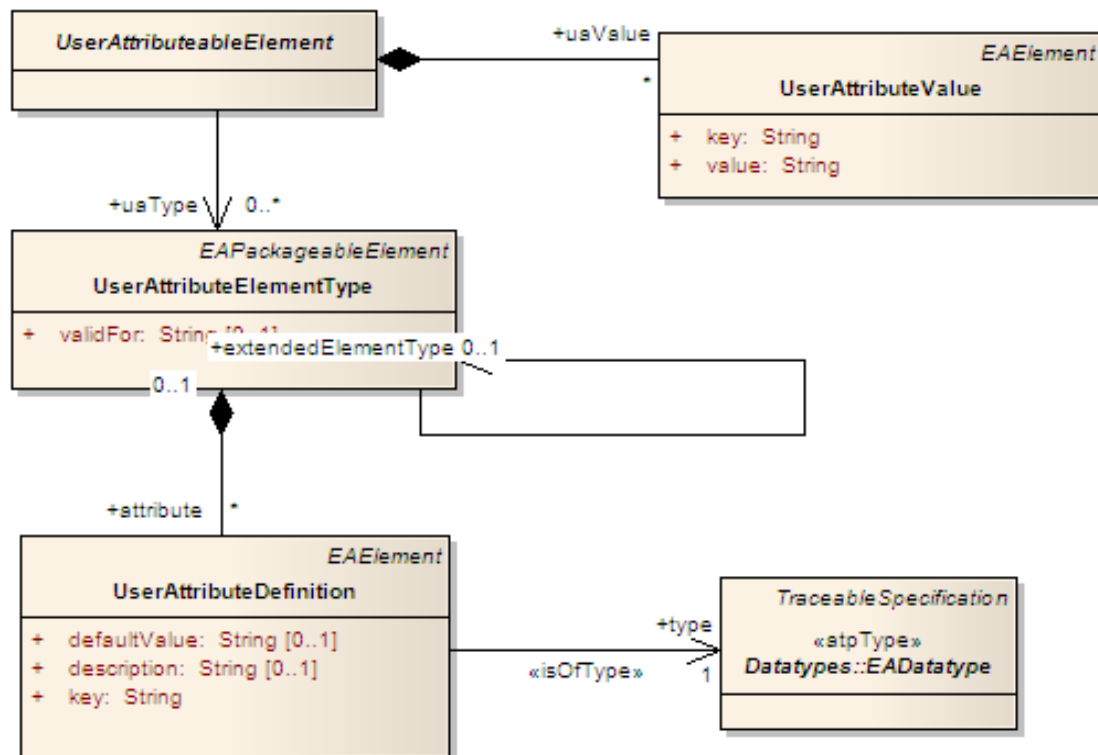 UserAttributeableElement
+uaValue
*
EAElement
UserAttributeValue
+ key: String
+ value: String
+uaType 0..*
EAPackageableElement
UserAttributeElementType
+ validFor: String [0..1]
+extendedElementType 0..1
0..1
+attribute *
EAElement
UserAttributeDefinition
+ defaultValue: String [0..1]
+ description: String [0..1]
+ key: String
+type
«isOfType» 1
TraceableSpecification
«atpType»
Datatypes::EADatatype